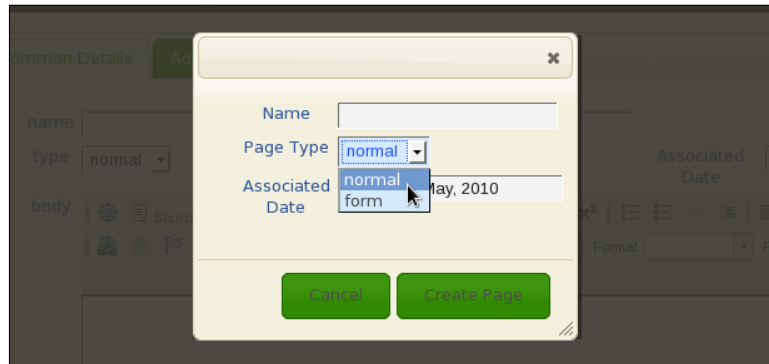 ommon Details
Ad
name
type normal
body
Source
Associated
Date
Format
Name
Page Type normal
normal
form
Associated
Date
May, 2010
Cancel
Create Page